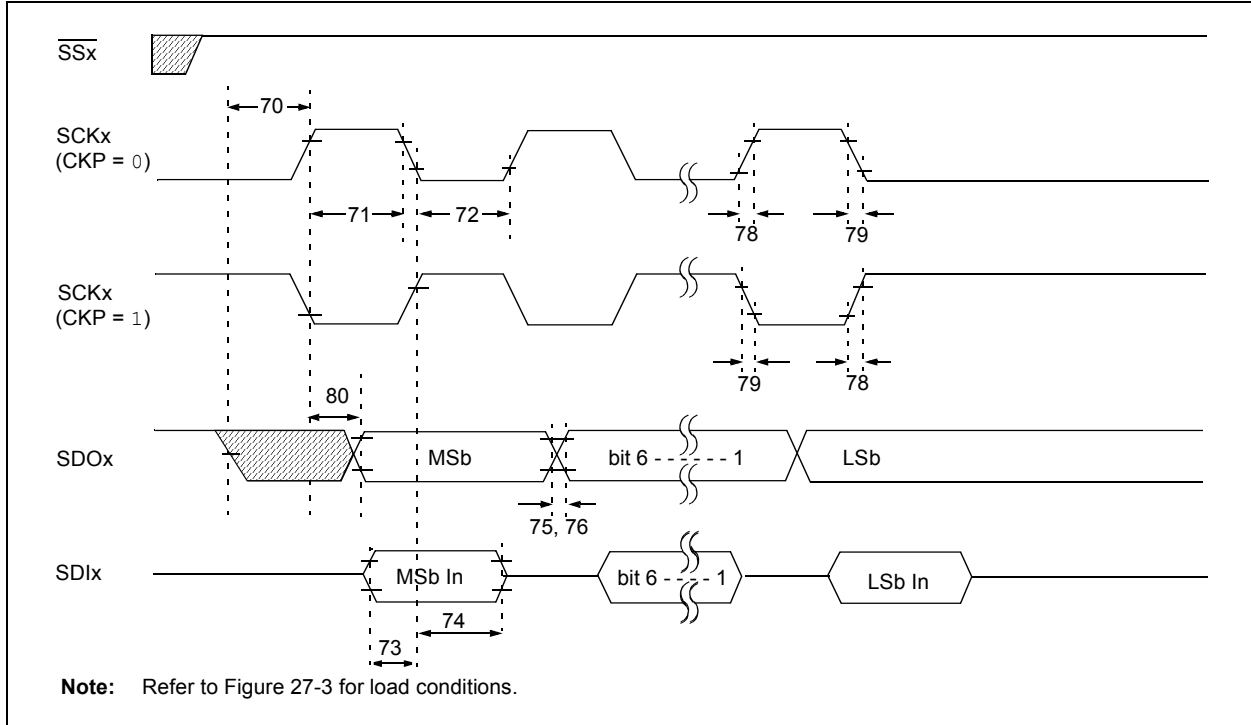 SSx
70
SCKx
(CKP = 0)
71
72
78
79
SCKx
(CKP = 1)
79
78
80
SDOx
MSb
bit 6 - - - - - - 1
LSb
75, 76
SDIx
MSb In
bit 6 - - - - 1
LSb In
74
73
Note: Refer to Figure 27-3 for load conditions.